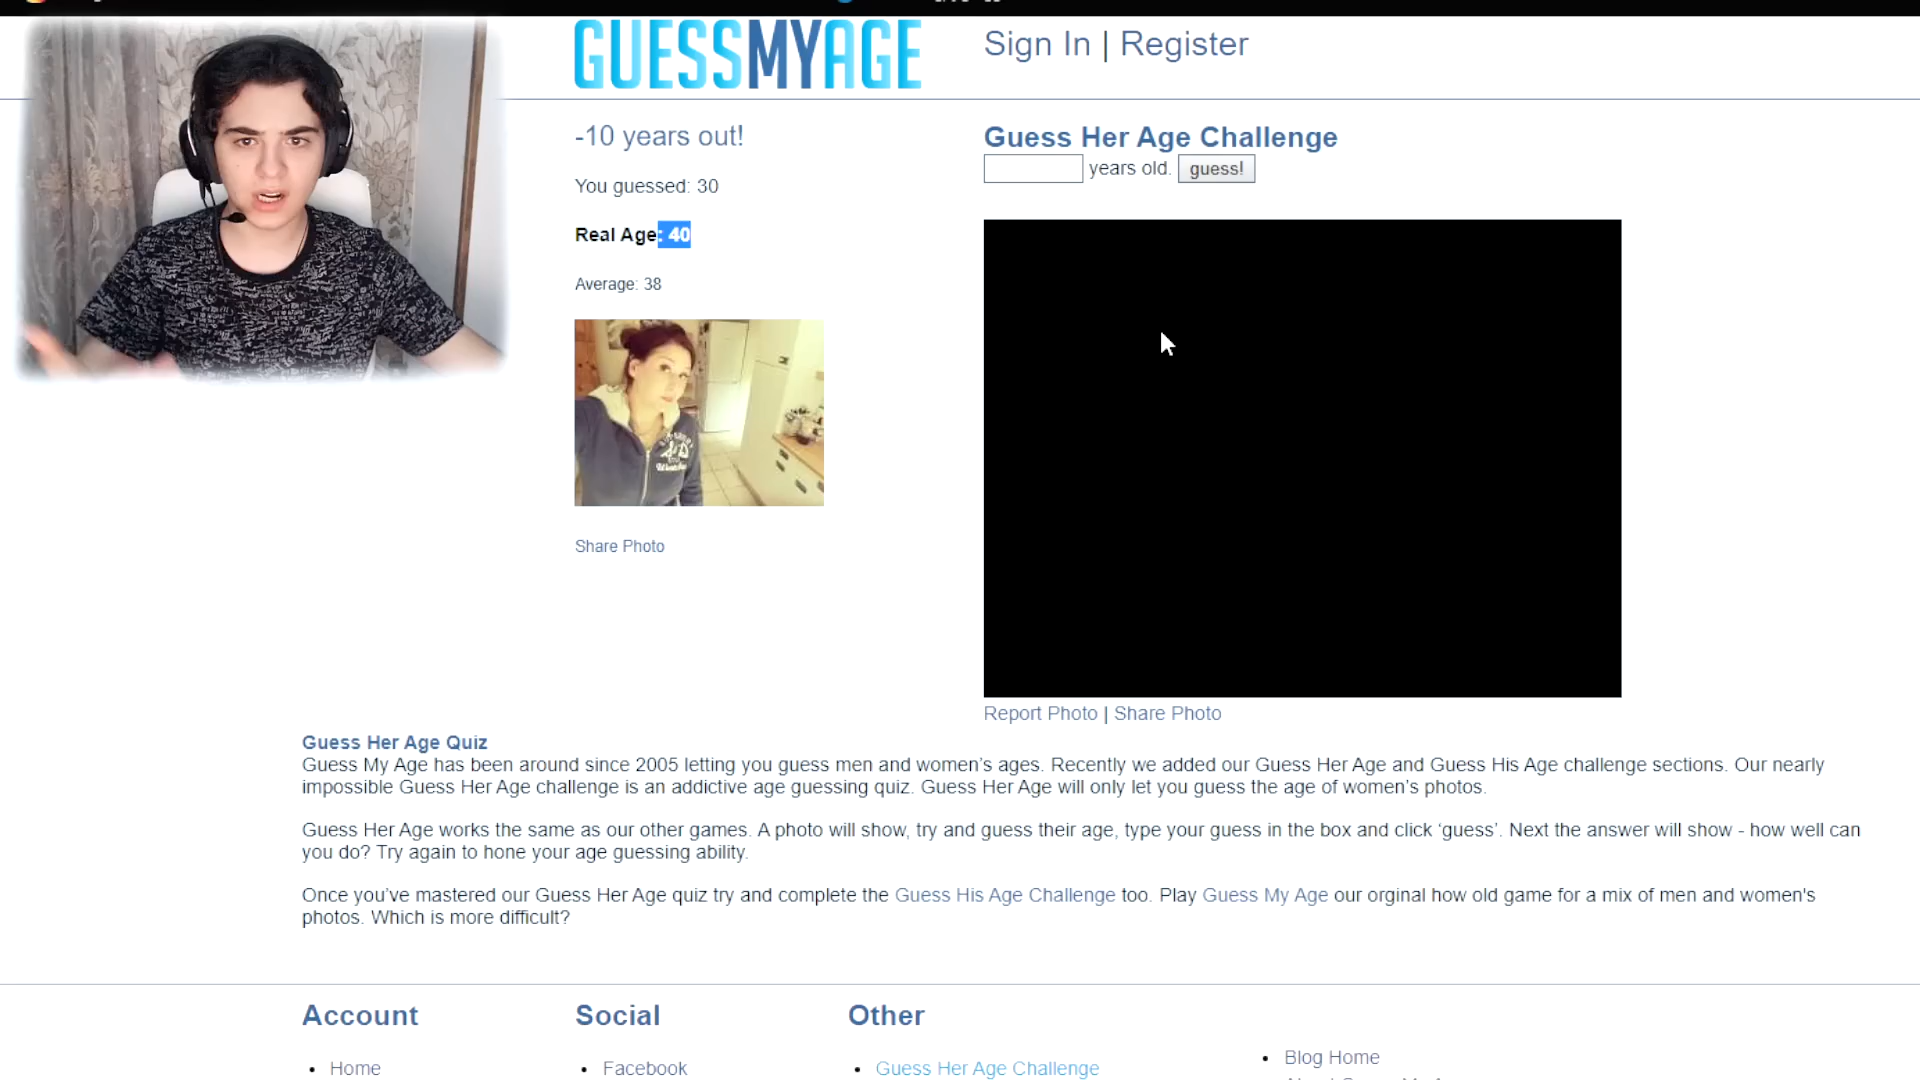 GUESSMYAGE
Sign In | Register
-10 years out!
You guessed: 30
Real Age: 40
Average: 38
Share Photo
Guess Her Age Challenge
years old. guess!
Report Photo | Share Photo
Guess Her Age Quiz
Guess My Age has been around since 2005 letting you guess men and women's ages. Recently we added our Guess Her Age and Guess His Age challenge sections. Our nearly
impossible Guess Her Age challenge is an addictive age guessing quiz. Guess Her Age will only let you guess the age of women's photos.
Guess Her Age works the same as our other games. A photo will show, try and guess their age, type your guess in the box and click ‘guess’. Next the answer will show - how well can
you do? Try again to hone your age guessing ability.
Once you’ve mastered our Guess Her Age quiz try and complete the Guess His Age Challenge too. Play Guess My Age our orginal how old game for a mix of men and women's
photos. Which is more difficult?
Account
Social
Other
• Home
• Facebook
• Guess Her Age Challenge
• Blog Home